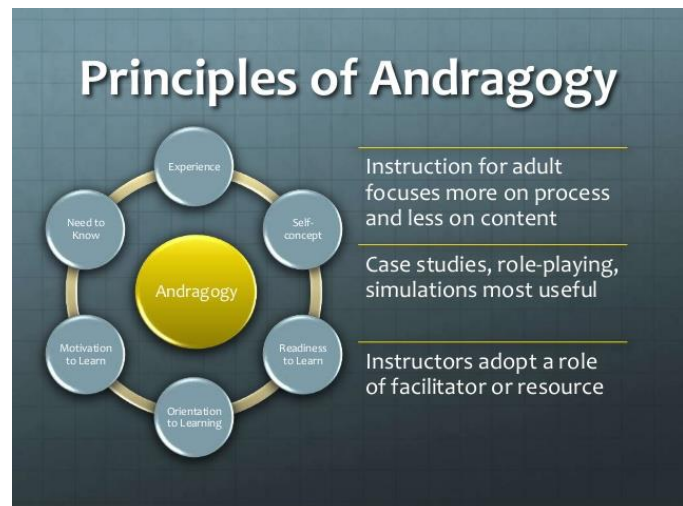 Principles of Andragogy
Experience
Self-
concept
Readiness
to Learn
Orientation
to Learning
Motivation
to Learn
Need to
Know
Andragogy
Instruction for adult
focuses more on process
and less on content
Case studies, role-playing,
simulations most useful
Instructors adopt a role
of facilitator or resource